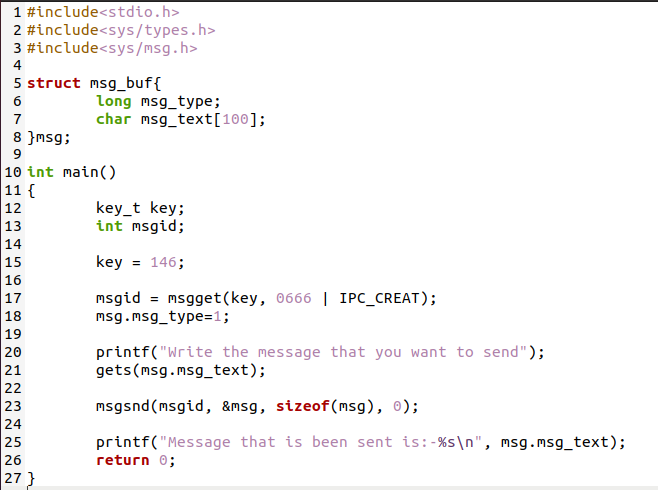 1 #include<stdio.h>
2 #include<sys/types.h>
3 #include<sys/msg.h>
4
5 struct msg_buf{
6         long msg_type;
7         char msg_text[100];
8 }msg;
9
10 int main()
11 {
12         key_t key;
13         int msgid;
14
15         key = 146;
16
17         msgid = msgget(key, 0666 | IPC_CREAT);
18         msg.msg_type=1;
19
20         printf("Write the message that you want to send");
21         gets(msg.msg_text);
22
23         msgsnd(msgid, &msg, sizeof(msg), 0);
24
25         printf("Message that is been sent is:-%s\n", msg.msg_text);
26         return 0;
27 }